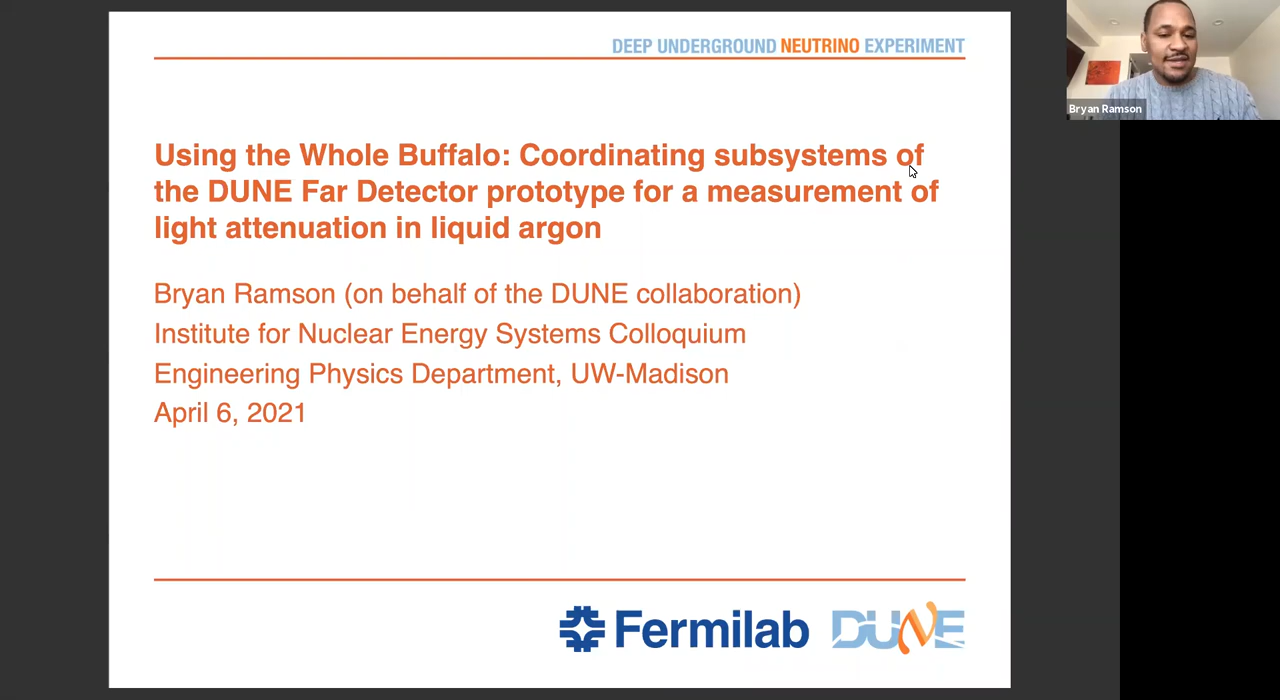 DEEP UNDERGROUND NEUTRINO EXPERIMENT
Using the Whole Buffalo: Coordinating subsystems of
the DUNE Far Detector prototype for a measurement of
light attenuation in liquid argon
Bryan Ramson (on behalf of the DUNE collaboration)
Institute for Nuclear Energy Systems Colloquium
Engineering Physics Department, UW-Madison
April 6, 2021
Fermilab
DUNE
Bryan Ramson